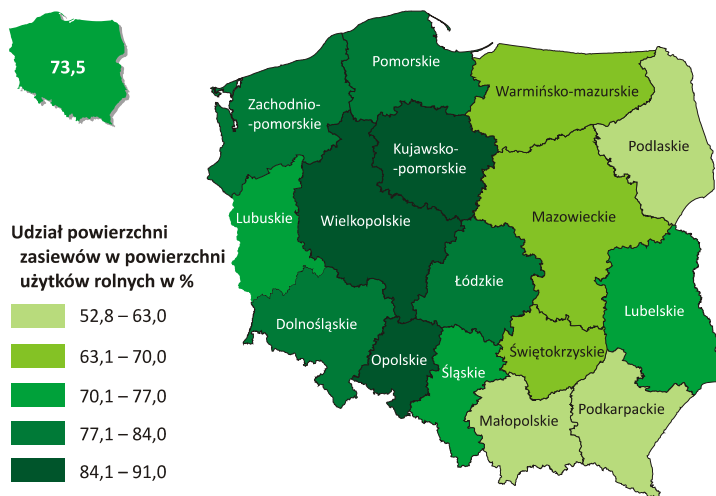 73,5
Pomorskie
Warmińsko-mazurskie
Zachodnio-
-pomorskie
Kujawsko-
-pomorskie
Podlaskie
Lubuskie
Wielkopolskie
Mazowieckie
Łódzkie
Lubelskie
Dolnośląskie
Opolskie
Śląskie
Świętokrzyskie
Małopolskie
Podkarpackie
Udział powierzchni
zasiewów w powierzchni
użytków rolnych w %
52,8 – 63,0
63,1 – 70,0
70,1 – 77,0
77,1 – 84,0
84,1 – 91,0